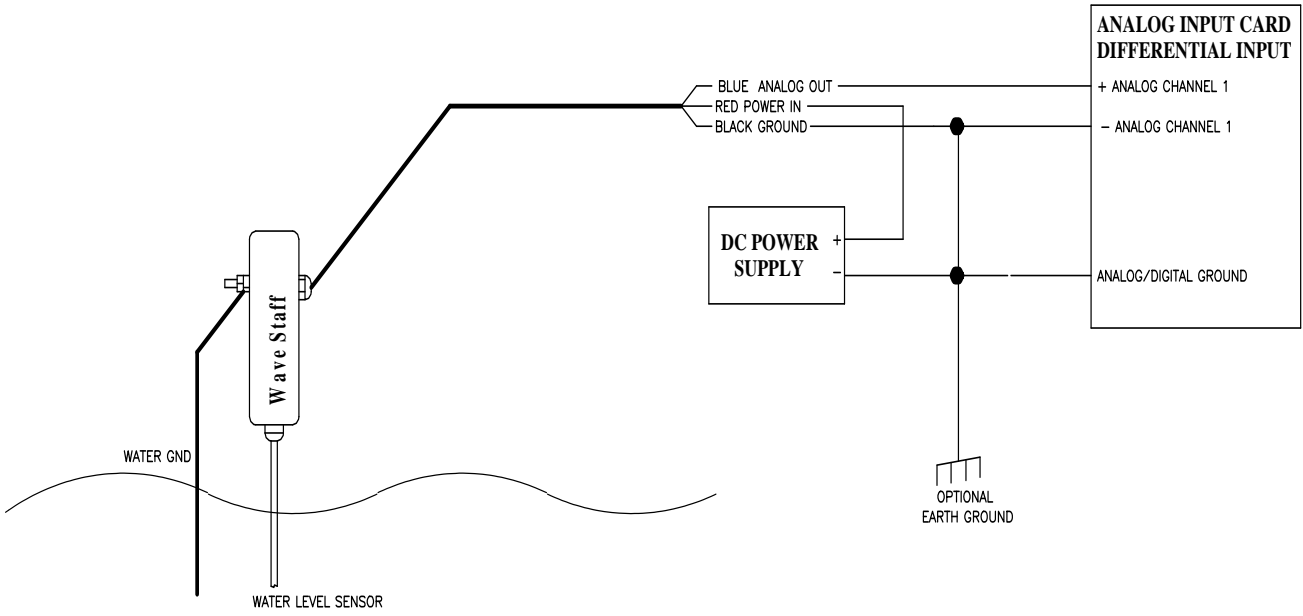 ANALOG INPUT CARD
DIFFERENTIAL INPUT
BLUE ANALOG OUT
+ ANALOG CHANNEL 1
RED POWER IN
BLACK GROUND
− ANALOG CHANNEL 1
DC POWER
SUPPLY
+
−
ANALOG/DIGITAL GROUND
Wave Staff
WATER GND
OPTIONAL
EARTH GROUND
WATER LEVEL SENSOR